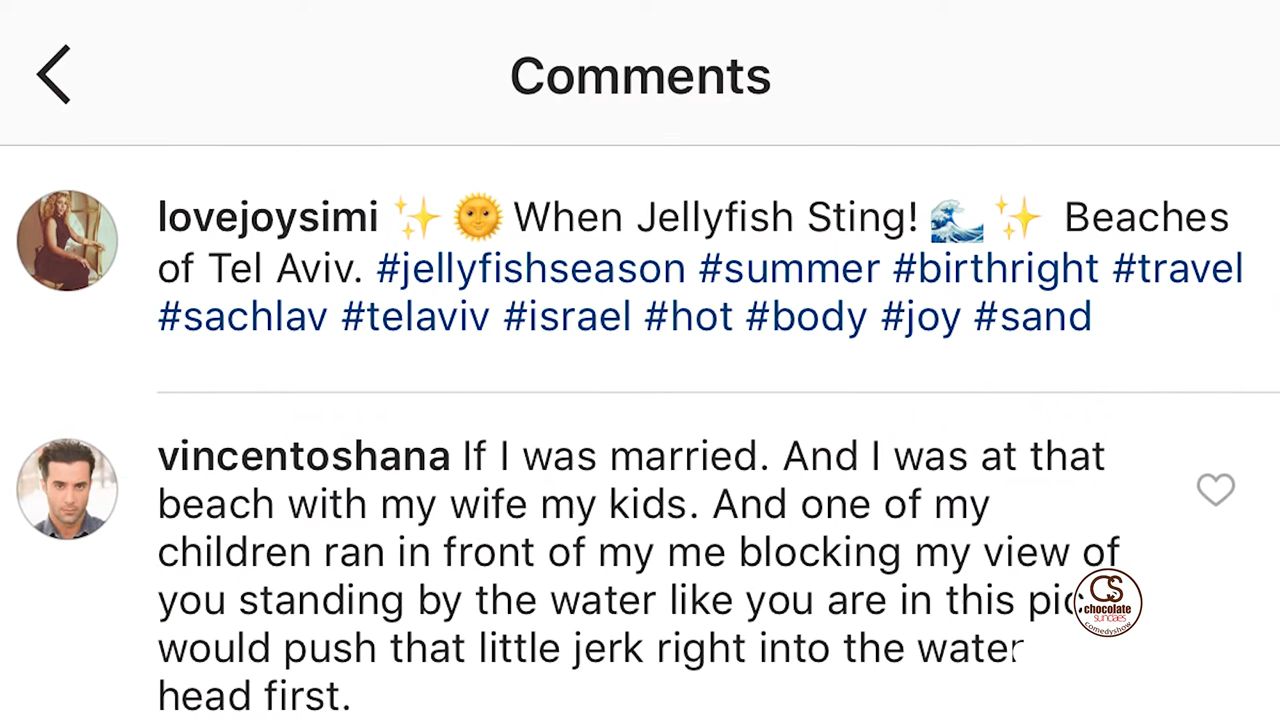 Comments
lovejoysimi ✨🌞 When Jellyfish Sting! 🌊✨ Beaches
of Tel Aviv. #jellyfishseason #summer #birthright #travel
#sachlav #telaviv #israel #hot #body #joy #sand
vincentoshana If I was married. And I was at that
beach with my wife my kids. And one of my
children ran in front of my me blocking my view of
you standing by the water like you are in this
would push that little jerk right into the water
head first.
CS
chocolate
sundaes
comedyshow